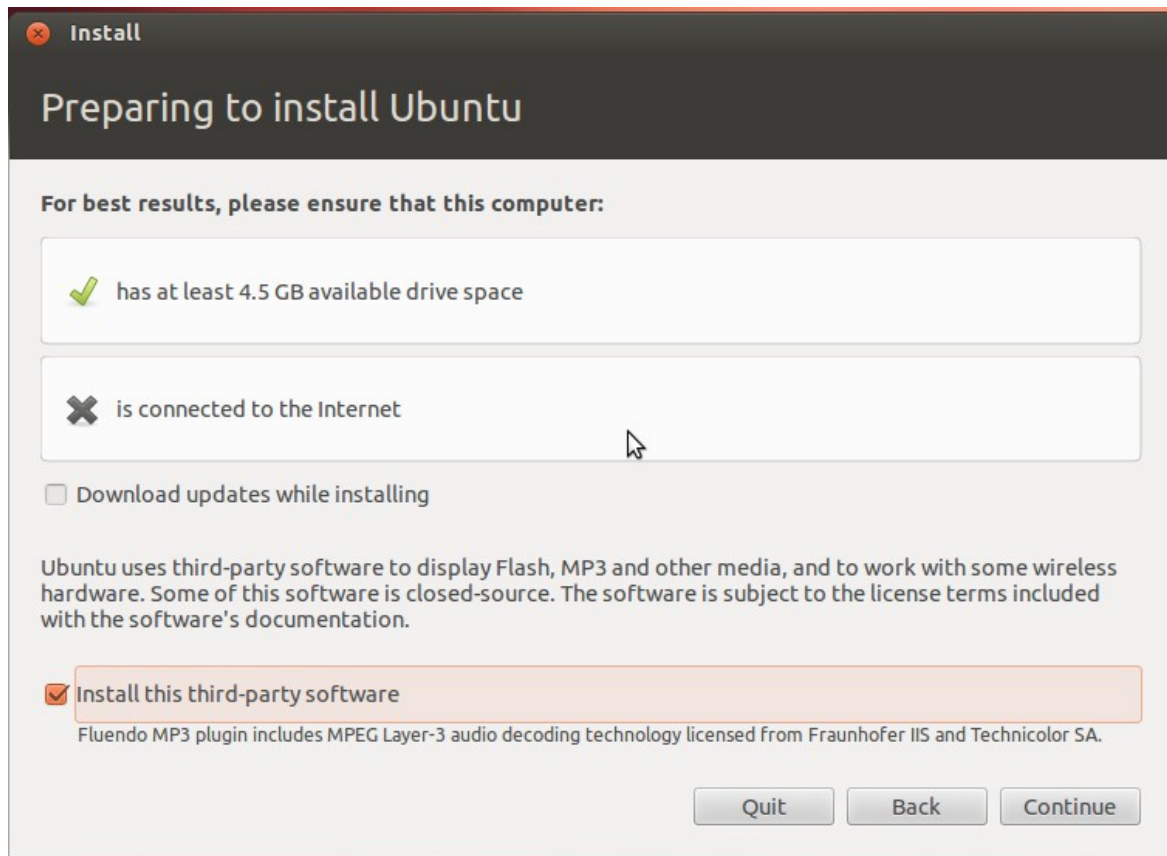 Install
Preparing to install Ubuntu
For best results, please ensure that this computer:
has at least 4.5 GB available drive space
is connected to the Internet
Download updates while installing
Ubuntu uses third-party software to display Flash, MP3 and other media, and to work with some wireless
hardware. Some of this software is closed-source. The software is subject to the license terms included
with the software's documentation.
Install this third-party software
Fluendo MP3 plugin includes MPEG Layer-3 audio decoding technology licensed from Fraunhofer IIS and Technicolor SA.
Quit Back Continue